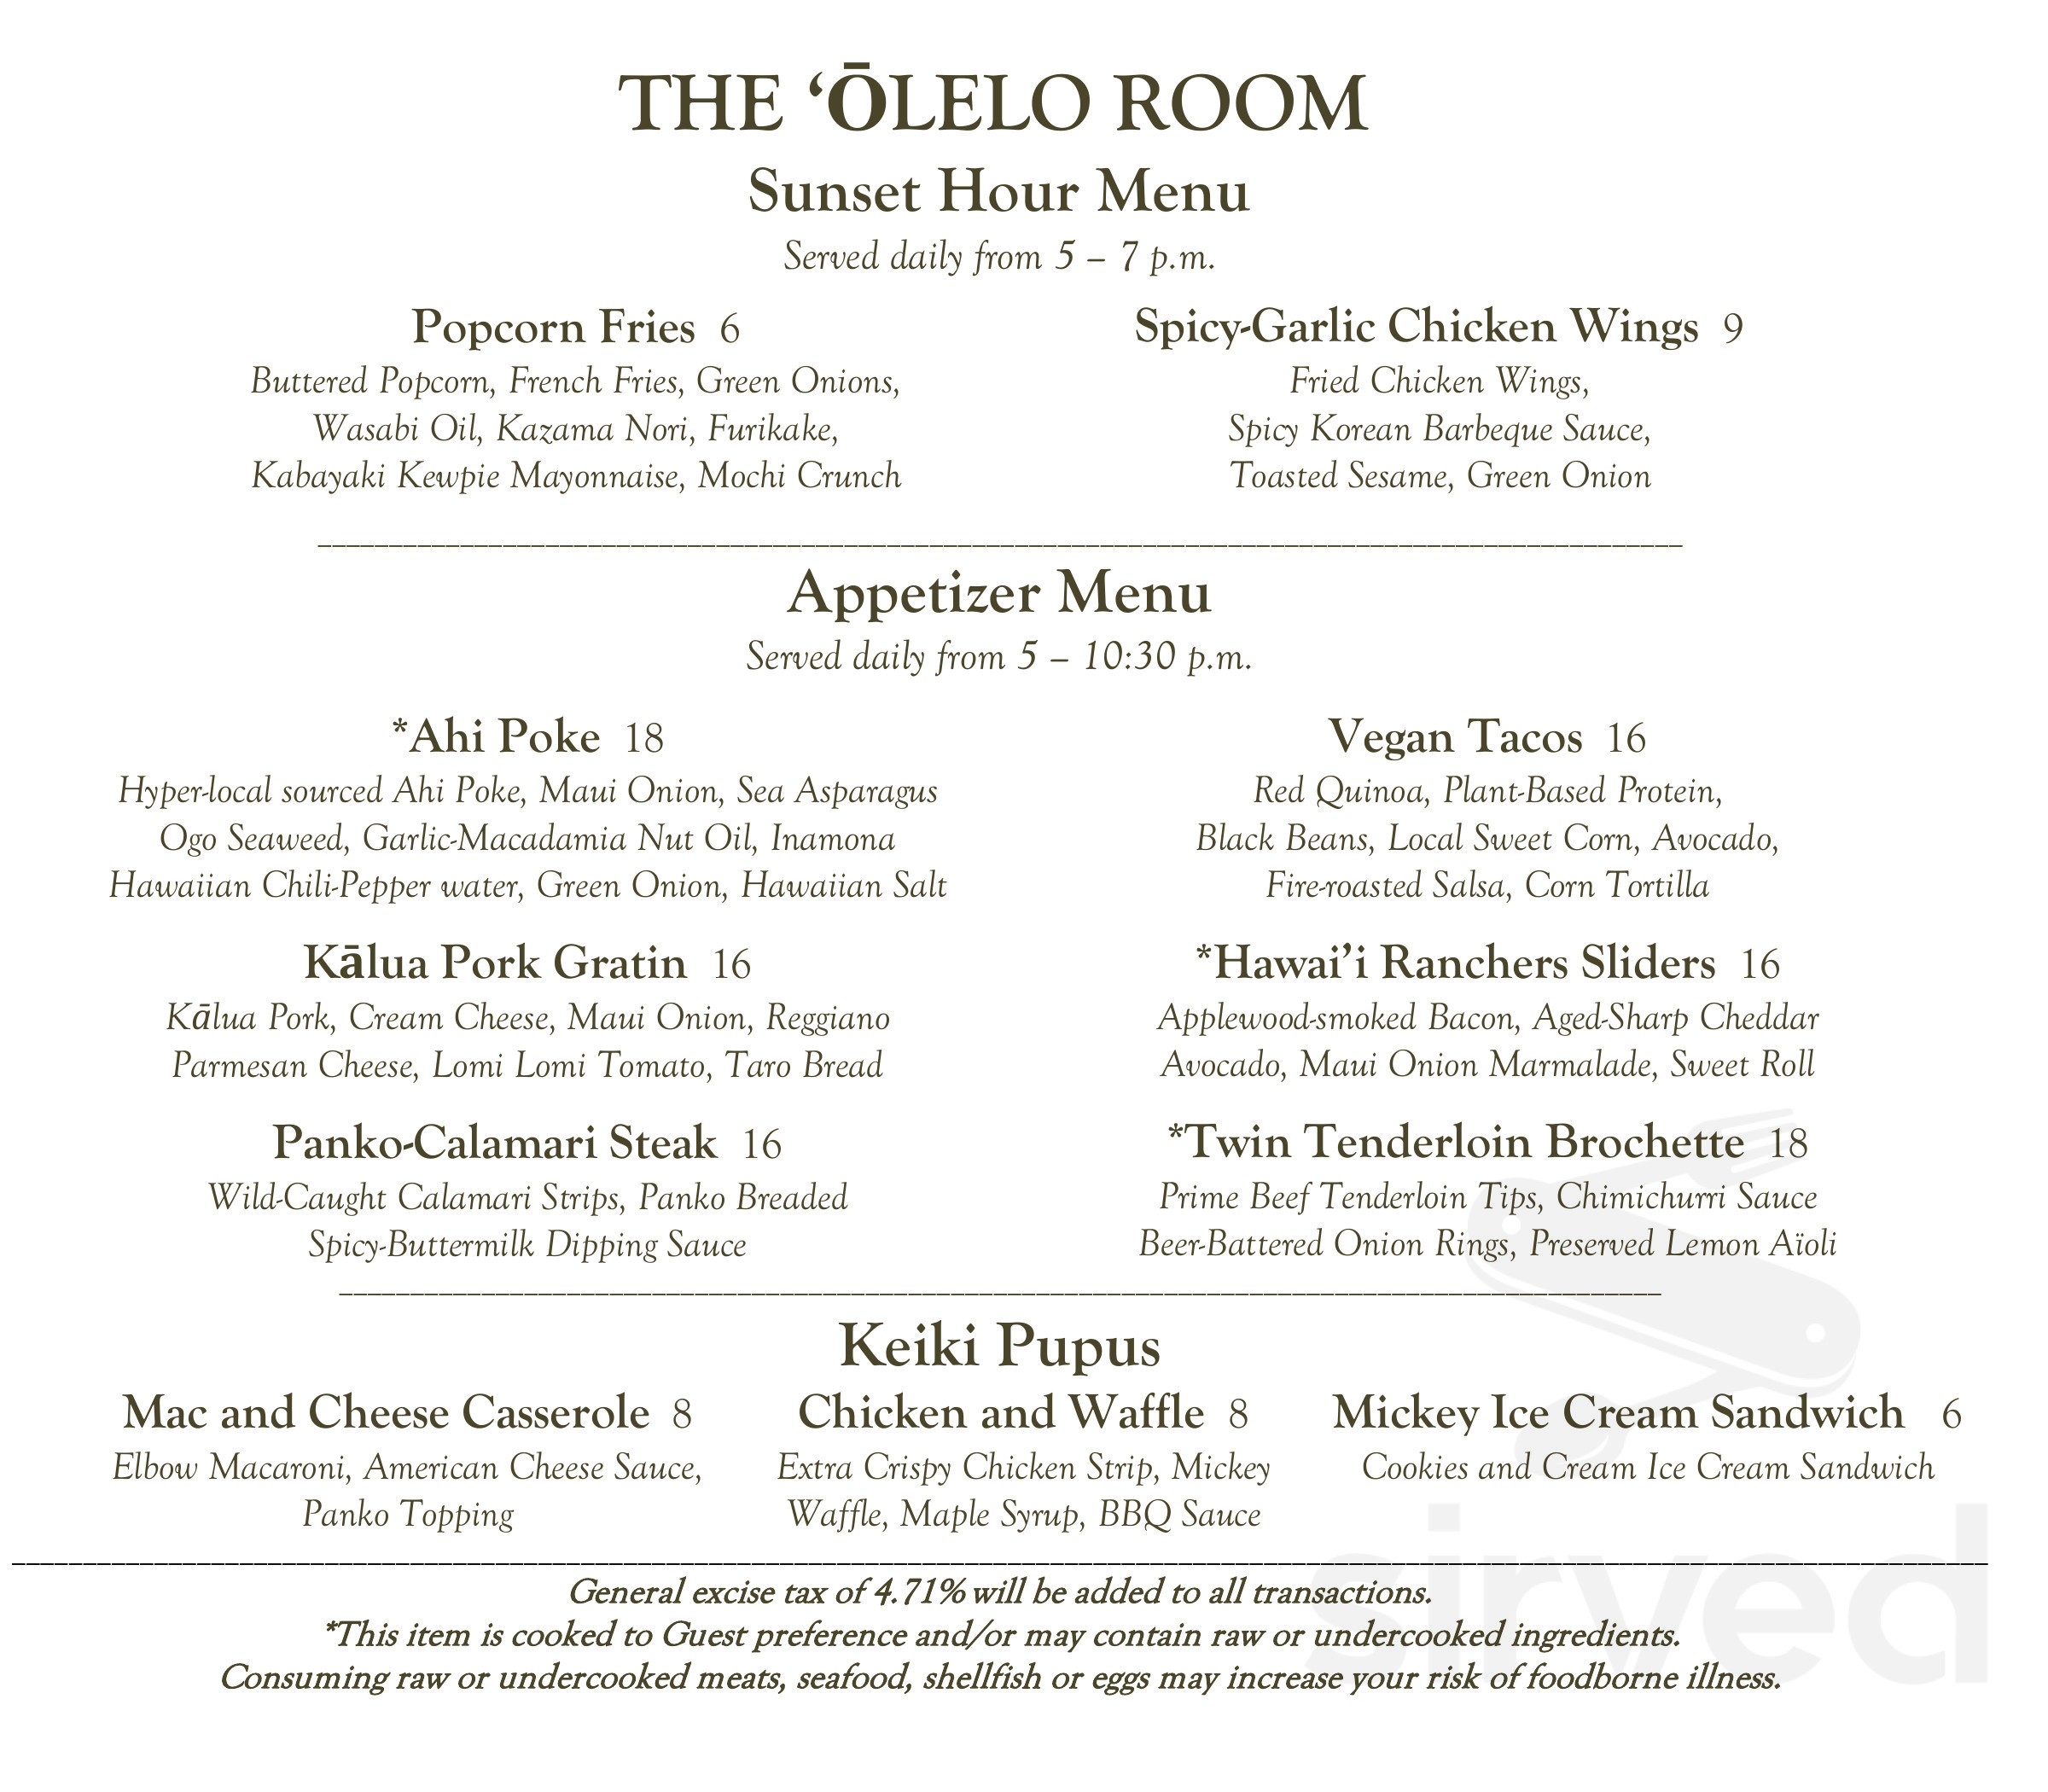 THE ‘ŌLELO ROOM
Sunset Hour Menu
Served daily from 5 – 7 p.m.
Popcorn Fries 6
Buttered Popcorn, French Fries, Green Onions,
Wasabi Oil, Kazama Nori, Furikake,
Kabayaki Kewpie Mayonnaise, Mochi Crunch
Spicy-Garlic Chicken Wings 9
Fried Chicken Wings,
Spicy Korean Barbeque Sauce,
Toasted Sesame, Green Onion
Appetizer Menu
Served daily from 5 – 10:30 p.m.
*Ahi Poke 18
Hyper-local sourced Ahi Poke, Maui Onion, Sea Asparagus
Ogo Seaweed, Garlic-Macadamia Nut Oil, Inamona
Hawaiian Chili-Pepper water, Green Onion, Hawaiian Salt
Vegan Tacos 16
Red Quinoa, Plant-Based Protein,
Black Beans, Local Sweet Corn, Avocado,
Fire-roasted Salsa, Corn Tortilla
Kālua Pork Gratin 16
Kālua Pork, Cream Cheese, Maui Onion, Reggiano
Parmesan Cheese, Lomi Lomi Tomato, Taro Bread
*Hawai’i Ranchers Sliders 16
Applewood-smoked Bacon, Aged-Sharp Cheddar
Avocado, Maui Onion Marmalade, Sweet Roll
Panko-Calamari Steak 16
Wild-Caught Calamari Strips, Panko Breaded
Spicy-Buttermilk Dipping Sauce
*Twin Tenderloin Brochette 18
Prime Beef Tenderloin Tips, Chimichurri Sauce
Beer-Battered Onion Rings, Preserved Lemon Aïoli
Keiki Pupus
Mac and Cheese Casserole 8
Elbow Macaroni, American Cheese Sauce,
Panko Topping
Chicken and Waffle 8
Extra Crispy Chicken Strip, Mickey
Waffle, Maple Syrup, BBQ Sauce
Mickey Ice Cream Sandwich 6
Cookies and Cream Ice Cream Sandwich
General excise tax of 4.71% will be added to all transactions.
*This item is cooked to Guest preference and/or may contain raw or undercooked ingredients.
Consuming raw or undercooked meats, seafood, shellfish or eggs may increase your risk of foodborne illness.
sirved